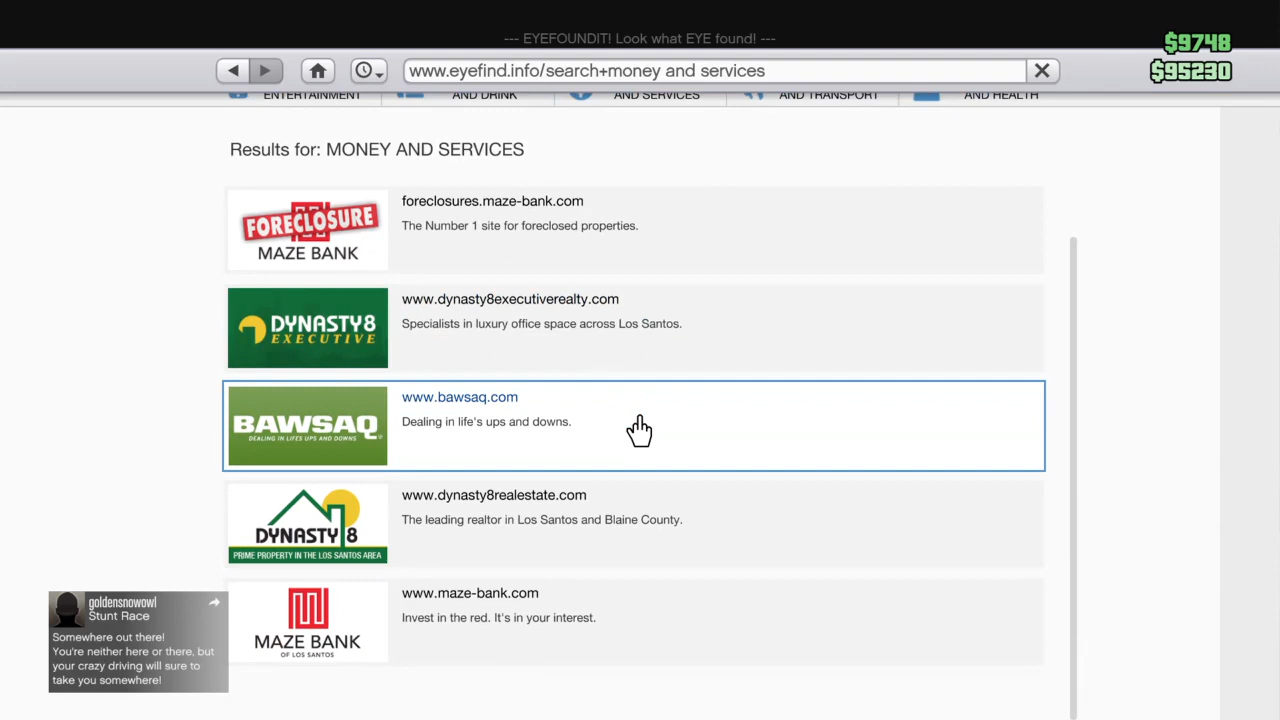 --- EYEFOUNDIT! Look what EYE found! ---
$9748
www.eyefind.info/search+money and services
$95230
ENTERTAINMENT
AND DRINK
AND SERVICES
AND TRANSPORT
AND HEALTH
Results for: MONEY AND SERVICES
FORECLOSURE
MAZE BANK
foreclosures.maze-bank.com
The Number 1 site for foreclosed properties.
DYNASTY8
EXECUTIVE
www.dynasty8executiverealty.com
Specialists in luxury office space across Los Santos.
BAWSAQ
DEALING IN LIFES UPS AND DOWNS
www.bawsaq.com
Dealing in life's ups and downs.
DYNASTY 8
PRIME PROPERTY IN THE LOS SANTOS AREA
www.dynasty8realestate.com
The leading realtor in Los Santos and Blaine County.
MAZE BANK
OF LOS SANTOS
www.maze-bank.com
Invest in the red. It's in your interest.
goldensnowowl
Stunt Race
Somewhere out there!
You're neither here or there, but
your crazy driving will sure to
take you somewhere!